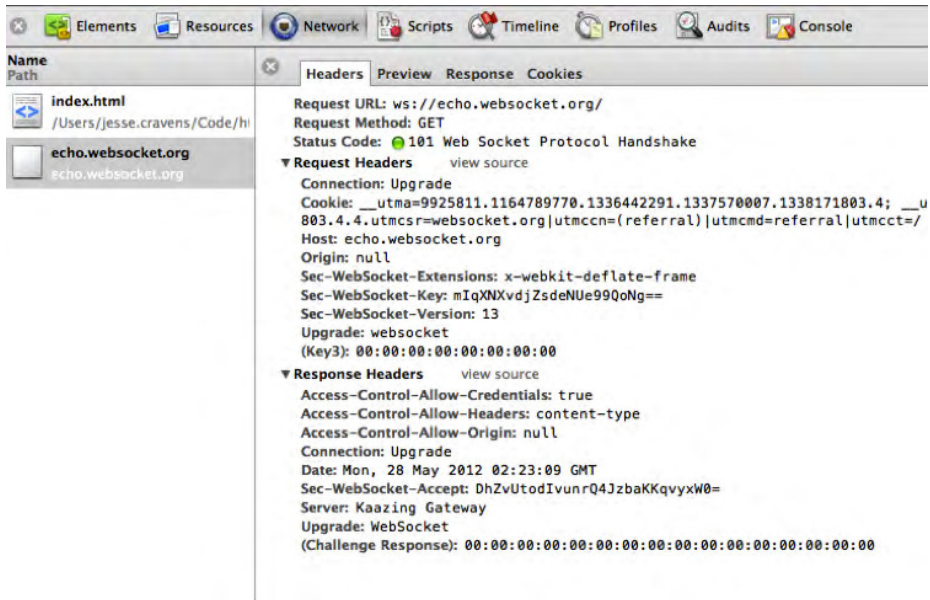 Elements Resources Network Scripts Timeline Profiles Audits Console
Name
Path
index.html
/Users/jesse.cravens/Code/h
echo.websocket.org
echo.websocket.org
Headers Preview Response Cookies
Request URL: ws://echo.websocket.org/
Request Method: GET
Status Code: 101 Web Socket Protocol Handshake
Request Headers view source
Connection: Upgrade
Cookie: __utma=9925811.1164789770.1336442291.1337570007.1338171803.4; __u
803.4.4.utmcsr=websocket.org|utmccn=(referral)|utmcmd=referral|utmcct=/
Host: echo.websocket.org
Origin: null
Sec-WebSocket-Extensions: x-webkit-deflate-frame
Sec-WebSocket-Key: mIqXNXvdjZsdeNUe99QoNg==
Sec-WebSocket-Version: 13
Upgrade: websocket
(Key3): 00:00:00:00:00:00:00:00
Response Headers view source
Access-Control-Allow-Credentials: true
Access-Control-Allow-Headers: content-type
Access-Control-Allow-Origin: null
Connection: Upgrade
Date: Mon, 28 May 2012 02:23:09 GMT
Sec-WebSocket-Accept: DhZvUtodIvunrQ4JzbaKKqvyxW0=
Server: Kaazing Gateway
Upgrade: WebSocket
(Challenge Response): 00:00:00:00:00:00:00:00:00:00:00:00:00:00:00:00